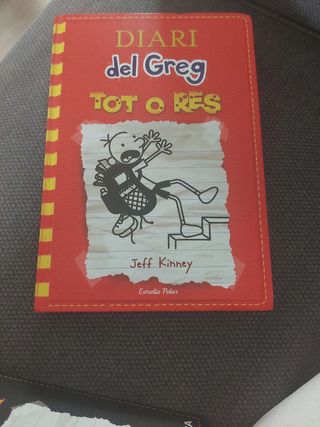 DIARI
del Greg
TOT O RES
Jeff Kinney
Estrella Polar